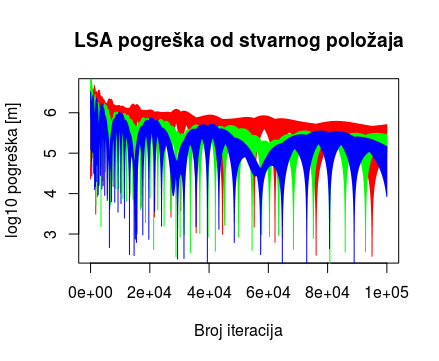 LSA pogreška od stvarnog položaja
log10 pogreške [m]
6
5
4
3
0e+00 2e+04 4e+04 6e+04 8e+04 1e+05
Broj iteracija